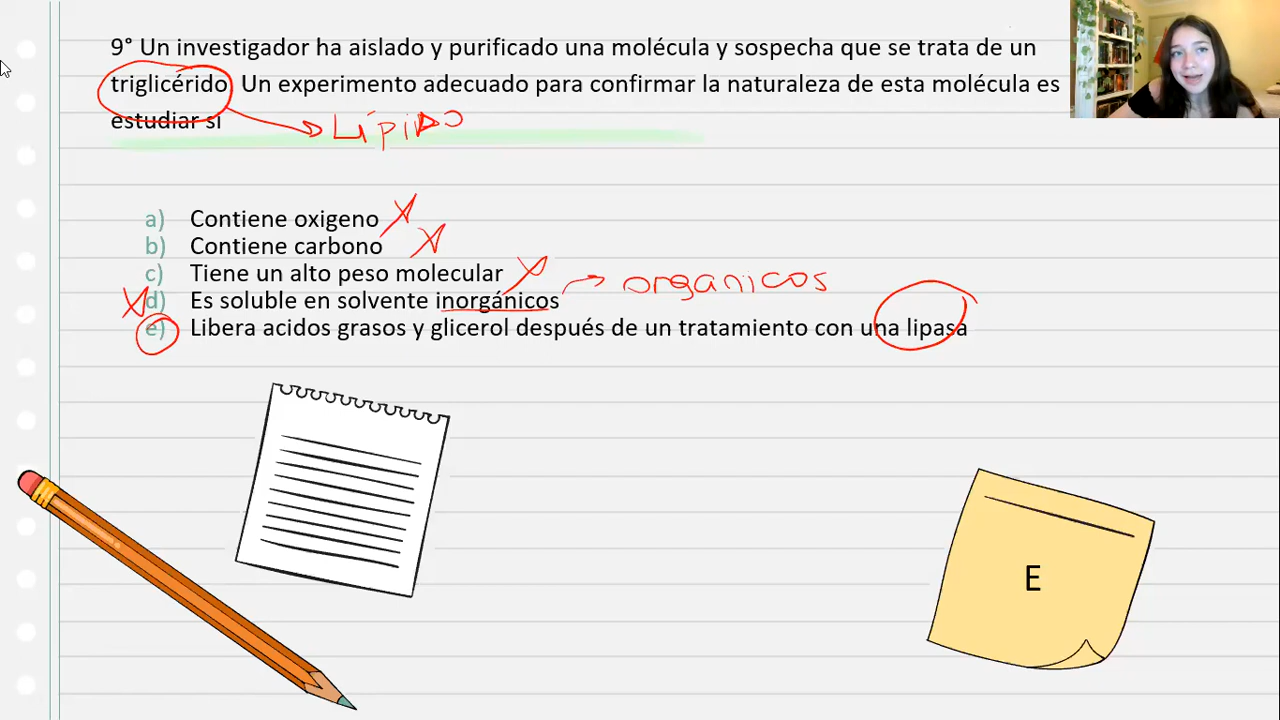 9° Un investigador ha aislado y purificado una molécula y sospecha que se trata de un
triglicérido. Un experimento adecuado para confirmar la naturaleza de esta molécula es
estudiar si
Lípido
a) Contiene oxigeno
b) Contiene carbono
c) Tiene un alto peso molecular
d) Es soluble en solvente inorgánicos
organicos
e) Libera acidos grasos y glicerol después de un tratamiento con una lipasa
E